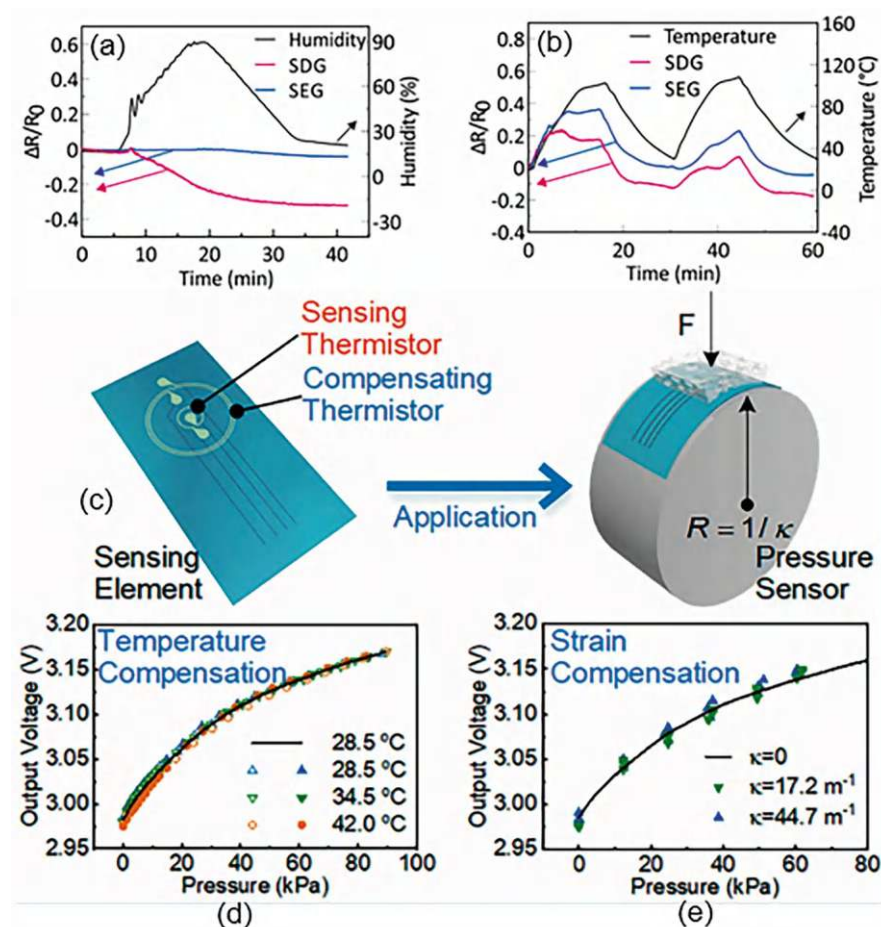 (a)
Humidity
SDG
SEG
0.6
0.4
0.2
0
-0.2
-0.4
ΔR/R0
90
60
30
0
-30
Humidity (%)
0 10 20 30 40
Time (min)
(b)
Temperature
SDG
SEG
0.8
0.6
0.4
0.2
0
-0.2
0.4
ΔR/R0
160
120
80
40
0
-40
Temperature (°C)
0 20 40 60
Time (min)
Sensing
Thermistor
Compensating
Thermistor
(c)
Sensing
Element
Application
F
R = 1/ κ
Pressure
Sensor
Temperature
Compensation
3.20
3.15
3.10
3.05
3.00
2.95
Output Voltage (V)
28.5 ºC
28.5 ºC
34.5 ºC
42.0 ºC
0 20 40 60 80 100
Pressure (kPa)
(d)
Strain
Compensation
3.20
3.15
3.10
3.05
3.00
2.95
Output Voltage (V)
κ=0
κ=17.2 m-1
κ=44.7 m-1
0 20 40 60 80
Pressure (kPa)
(e)